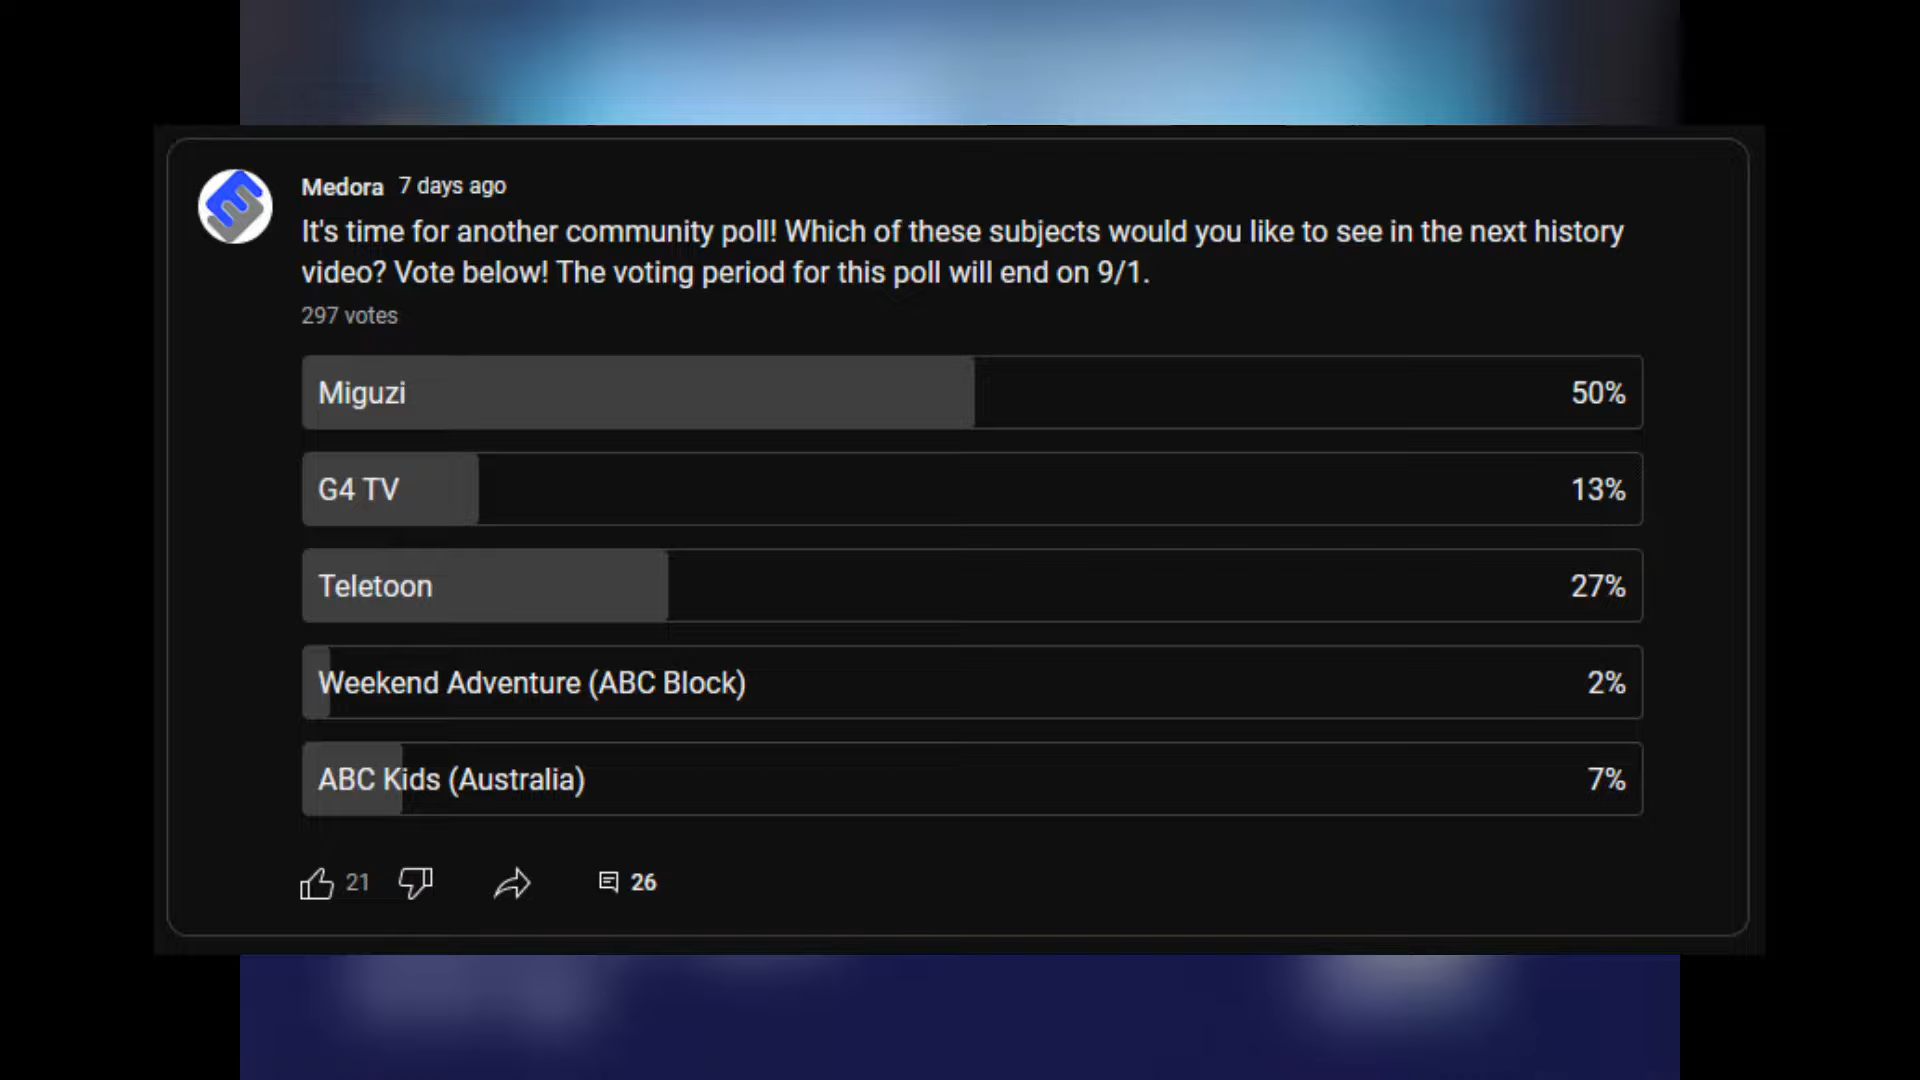 Medora 7 days ago
It's time for another community poll! Which of these subjects would you like to see in the next history
video? Vote below! The voting period for this poll will end on 9/1.
297 votes
Miguzi 50%
G4 TV 13%
Teletoon 27%
Weekend Adventure (ABC Block) 2%
ABC Kids (Australia) 7%
21 26